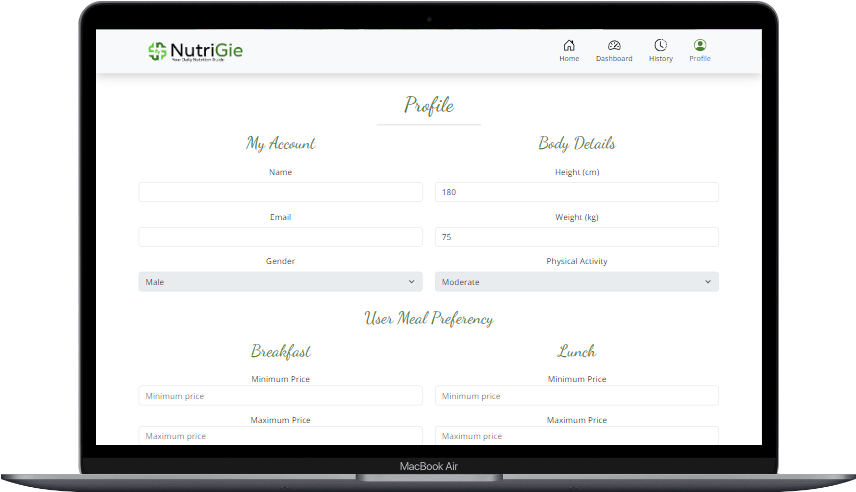 NutriGie
Your Daily Nutrition Guide
Home Dashboard History Profile
Profile
My Account Body Details
Name Height (cm)
180
Email Weight (kg)
75
Gender Physical Activity
Male Moderate
User Meal Preferency
Breakfast Lunch
Minimum Price Minimum Price
Minimum price Minimum price
Maximum Price Maximum Price
Maximum price Maximum price
MacBook Air